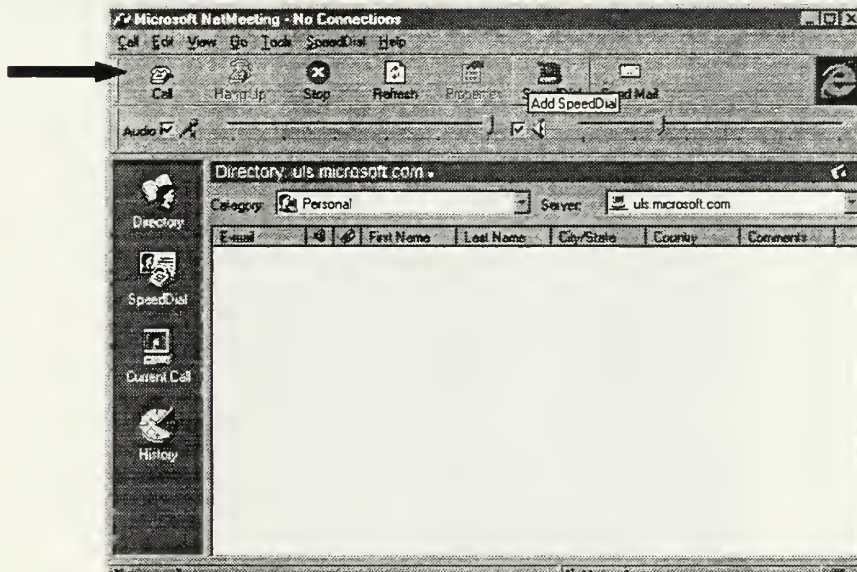 Microsoft NetMeeting - No Connections
Call Edit View Go Tools SpeedDial Help
Call Hang Up Stop Refresh Properties SpeedDial Send Mail
Add SpeedDial
Audio
Directory: uls.microsoft.com
Category: Personal Server: uls.microsoft.com
E-mail First Name Last Name City/State Country Comments
Directory
SpeedDial
Current Call
History